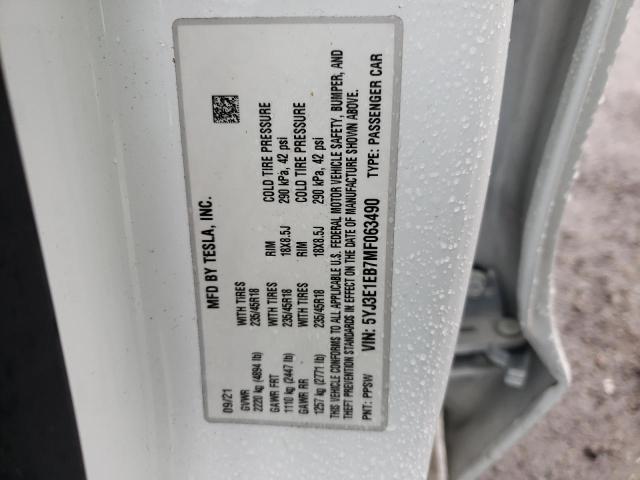 MFD BY TESLA, INC.
09/21
GVWR WITH TIRES RIM COLD TIRE PRESSURE
2220 kg (4894 lb) 235/45R18 18X8.5J 290 kPa, 42 psi
GAWR FRT WITH TIRES RIM COLD TIRE PRESSURE
1110 kg (2447 lb) 235/45R18 18X8.5J 290 kPa, 42 psi
GAWR RR
1257 kg (2771 lb) 235/45R18
THIS VEHICLE CONFORMS TO ALL APPLICABLE U.S. FEDERAL MOTOR VEHICLE SAFETY, BUMPER, AND
THEFT PREVENTION STANDARDS IN EFFECT ON THE DATE OF MANUFACTURE SHOWN ABOVE.
VIN: 5YJ3E1EB7MF063490
PNT: PPSW TYPE: PASSENGER CAR